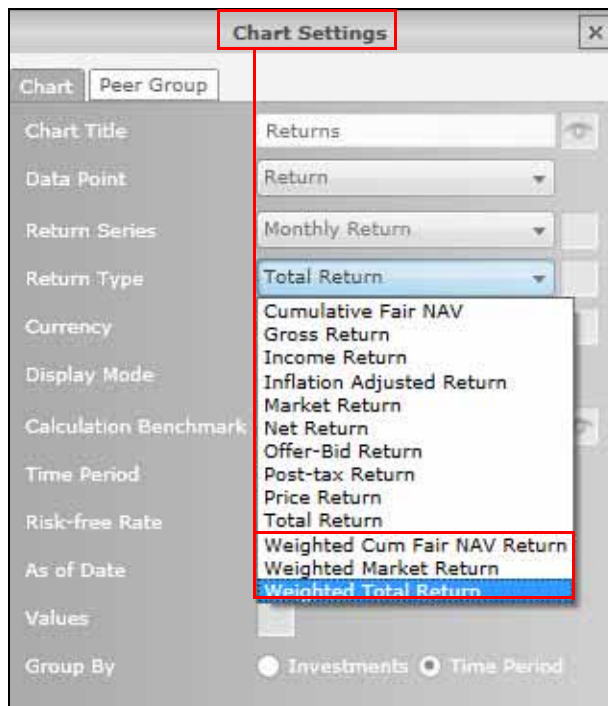 Chart Settings
Chart
Peer Group
Chart Title
Returns
Data Point
Return
Return Series
Monthly Return
Return Type
Total Return
Currency
Display Mode
Calculation Benchmark
Time Period
Risk-free Rate
As of Date
Values
Group By
Cumulative Fair NAV
Gross Return
Income Return
Inflation Adjusted Return
Market Return
Net Return
Offer-Bid Return
Post-tax Return
Price Return
Total Return
Weighted Cum Fair NAV Return
Weighted Market Return
Weighted Total Return
Investments
Time Period